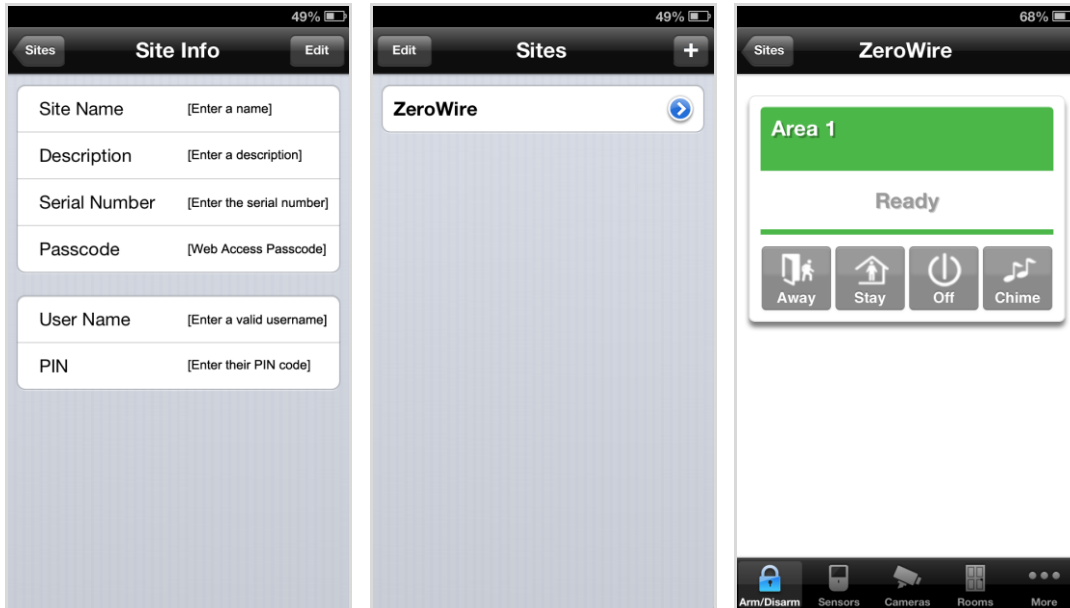 49%
Sites Site Info Edit
Site Name [Enter a name]
Description [Enter a description]
Serial Number [Enter the serial number]
Passcode [Web Access Passcode]
User Name [Enter a valid username]
PIN [Enter their PIN code]
49%
Edit Sites +
ZeroWire
68%
Sites ZeroWire
Area 1
Ready
Away Stay Off Chime
Arm/Disarm Sensors Cameras Rooms More